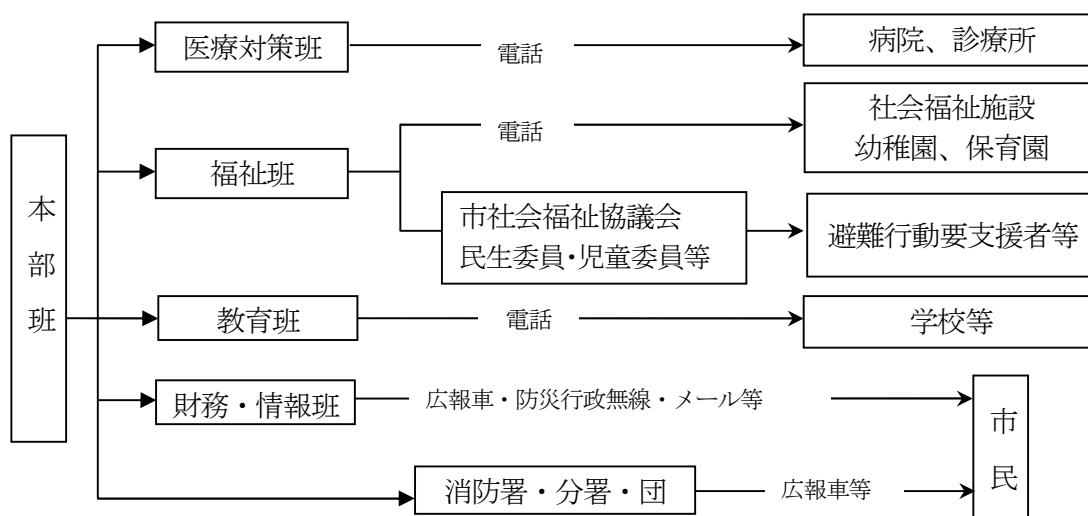 医療対策班
電話
病院、診療所
本部班
福祉班
電話
社会福祉施設
幼稚園、保育園
市社会福祉協議会
民生委員・児童委員等
避難行動要支援者等
教育班
電話
学校等
財務・情報班
広報車・防災行政無線・メール等
市民
消防署・分署・団
広報車等